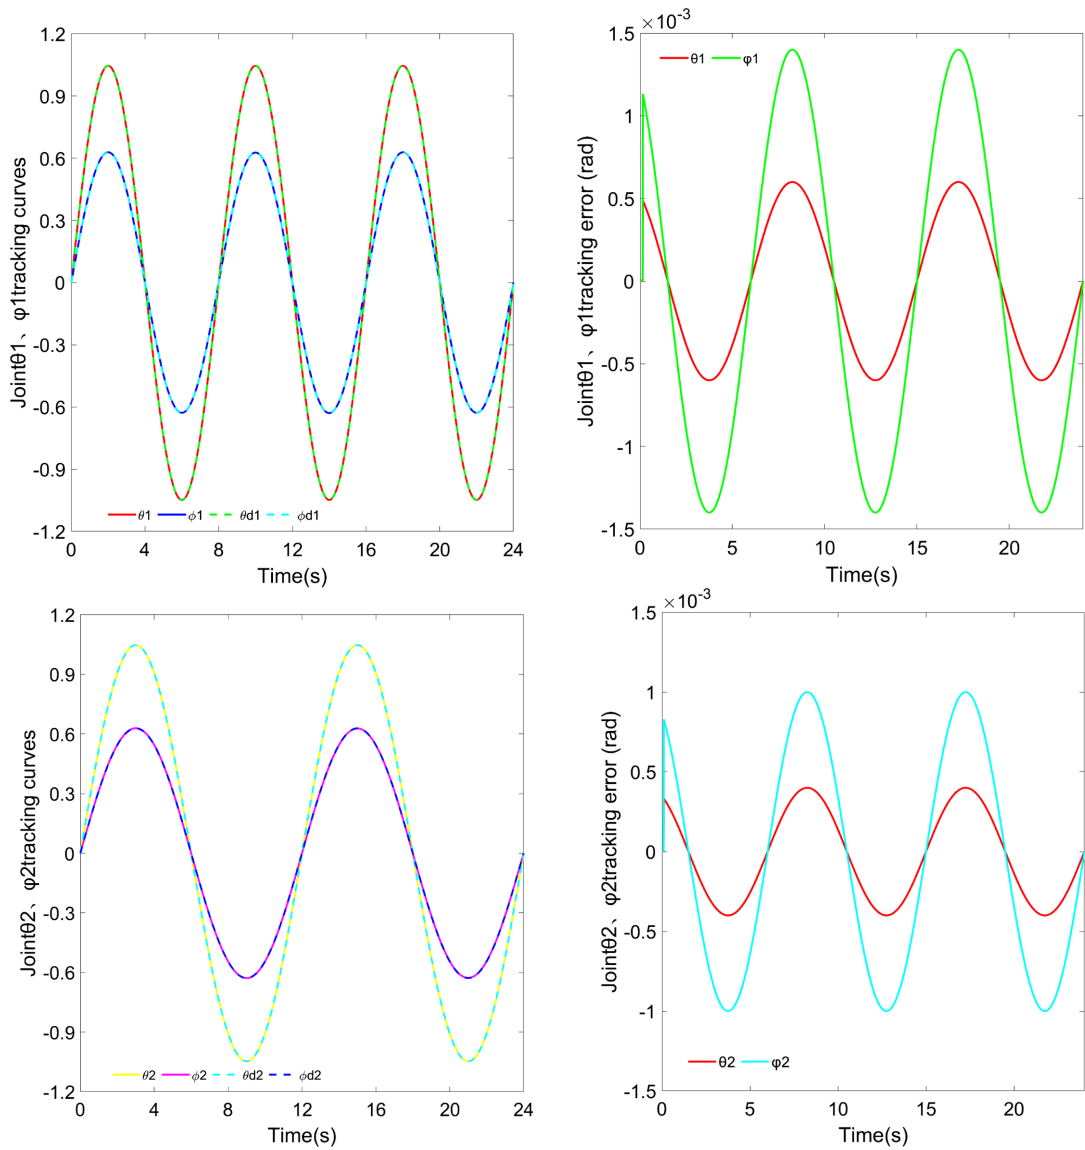 1.2
0.9
0.6
0.3
0
-0.3
-0.6
-0.9
-1.2
Jointθ1、φ1tracking curves
θ1 ϕ1 θd1 ϕd1
0 4 8 12 16 20 24
Time(s)
×10-3
1.5
1
0.5
0
-0.5
-1
-1.5
Jointθ1、φ1tracking error (rad)
θ1 φ1
0 5 10 15 20
Time(s)
1.2
0.9
0.6
0.3
0
-0.3
-0.6
-0.9
-1.2
Jointθ2、φ2tracking curves
θ2 ϕ2 θd2 ϕd2
0 4 8 12 16 20 24
Time(s)
×10-3
1.5
1
0.5
0
-0.5
-1
-1.5
Jointθ2、φ2tracking error (rad)
θ2 φ2
0 5 10 15 20
Time(s)